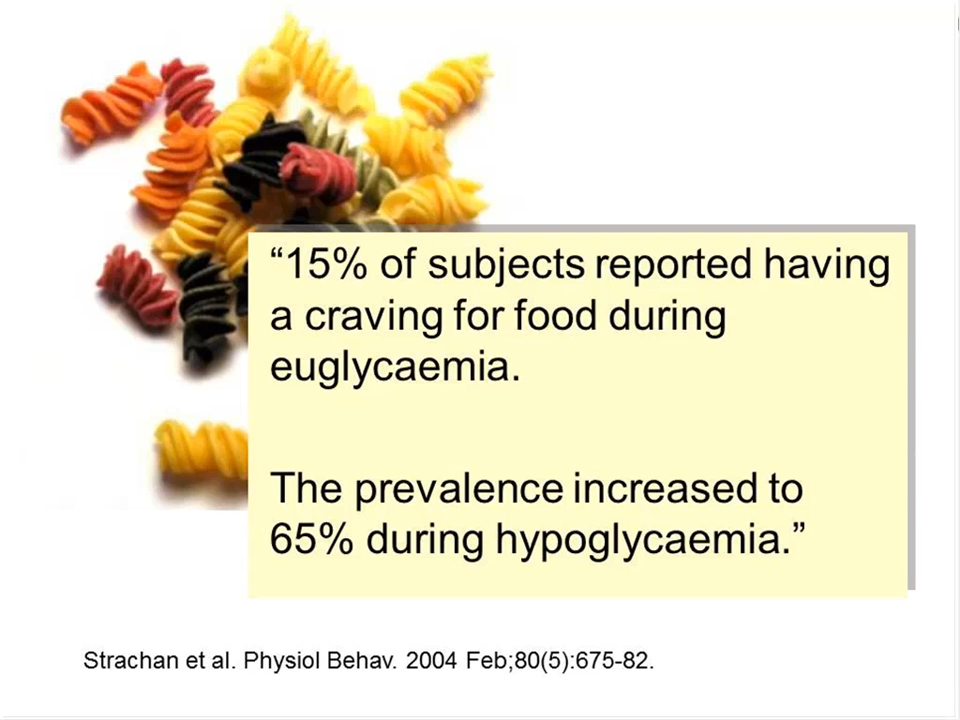 “15% of subjects reported having
a craving for food during
euglycaemia.
The prevalence increased to
65% during hypoglycaemia.”
Strachan et al. Physiol Behav. 2004 Feb;80(5):675-82.